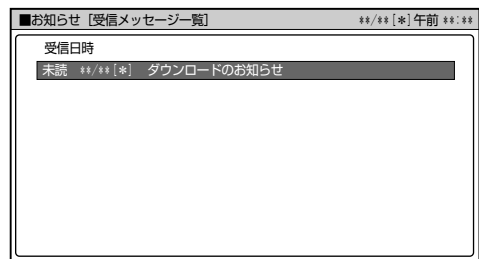 ■お知らせ［受信メッセージ一覧］ **/**[*]午前 **:**
受信日時
未読 **/**[*] ダウンロードのお知らせ